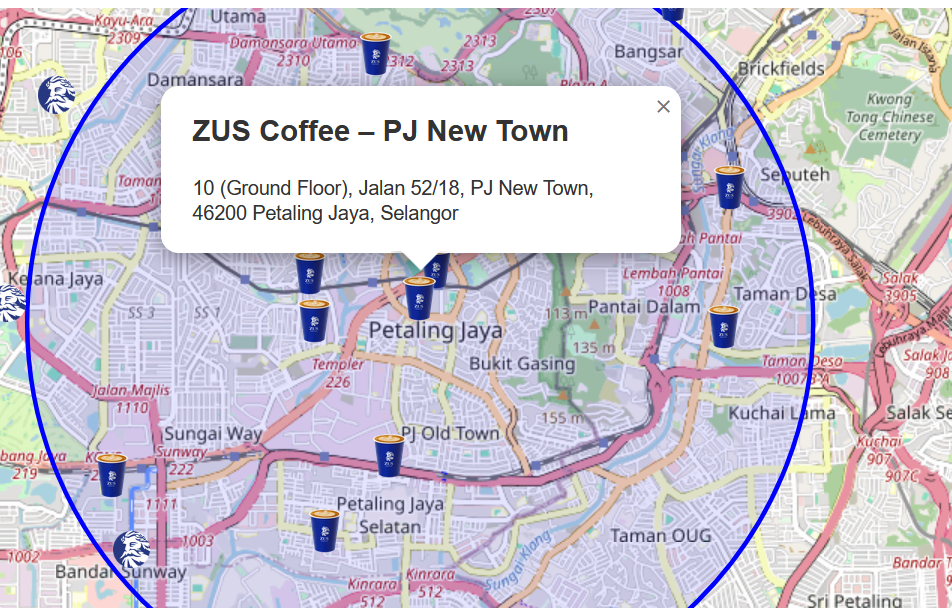 Kayu-Ara
2309
ZUS
Utama
2307
106
Damansara Utama
2310
2312
2313
2313
Bangsar
Jalan Istana
Damansara
Plaza A
Brickfields
Kwong
Tong Chinese
Cemetery
×
ZUS Coffee – PJ New Town
10 (Ground Floor), Jalan 52/18, PJ New Town,
46200 Petaling Jaya, Selangor
Taman
Seputeh
3902
Lebuhraya Salak
ah Pantai
Kelana Jaya
Lembah Pantai
1008
Salak
3905
Taman Desa
SS 3
SS 1
113 m
Pantai Dalam
Petaling Jaya
135 m
Bukit Gasing
Templer
226
Taman Desa
1007
Salak Ja
908
Jalan Majlis
1110
155 m
Kuchai Lama
Salak Se
Sungai Way
PJ Old Town
Kuchai
907
907C
bang Jaya
219
Sunway
222
1111
Petaling Jaya
Selatan
1002
1003
Taman OUG
Bandar Sunway
Sungai Klang
Bandar T
Kinrara
512
Kinrara
512
Sri Petaling